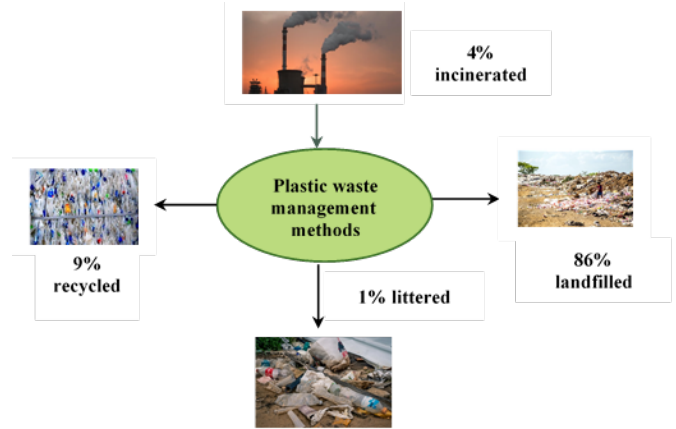 4%
incinerated
Plastic waste
management
methods
9%
recycled
86%
landfilled
1% littered